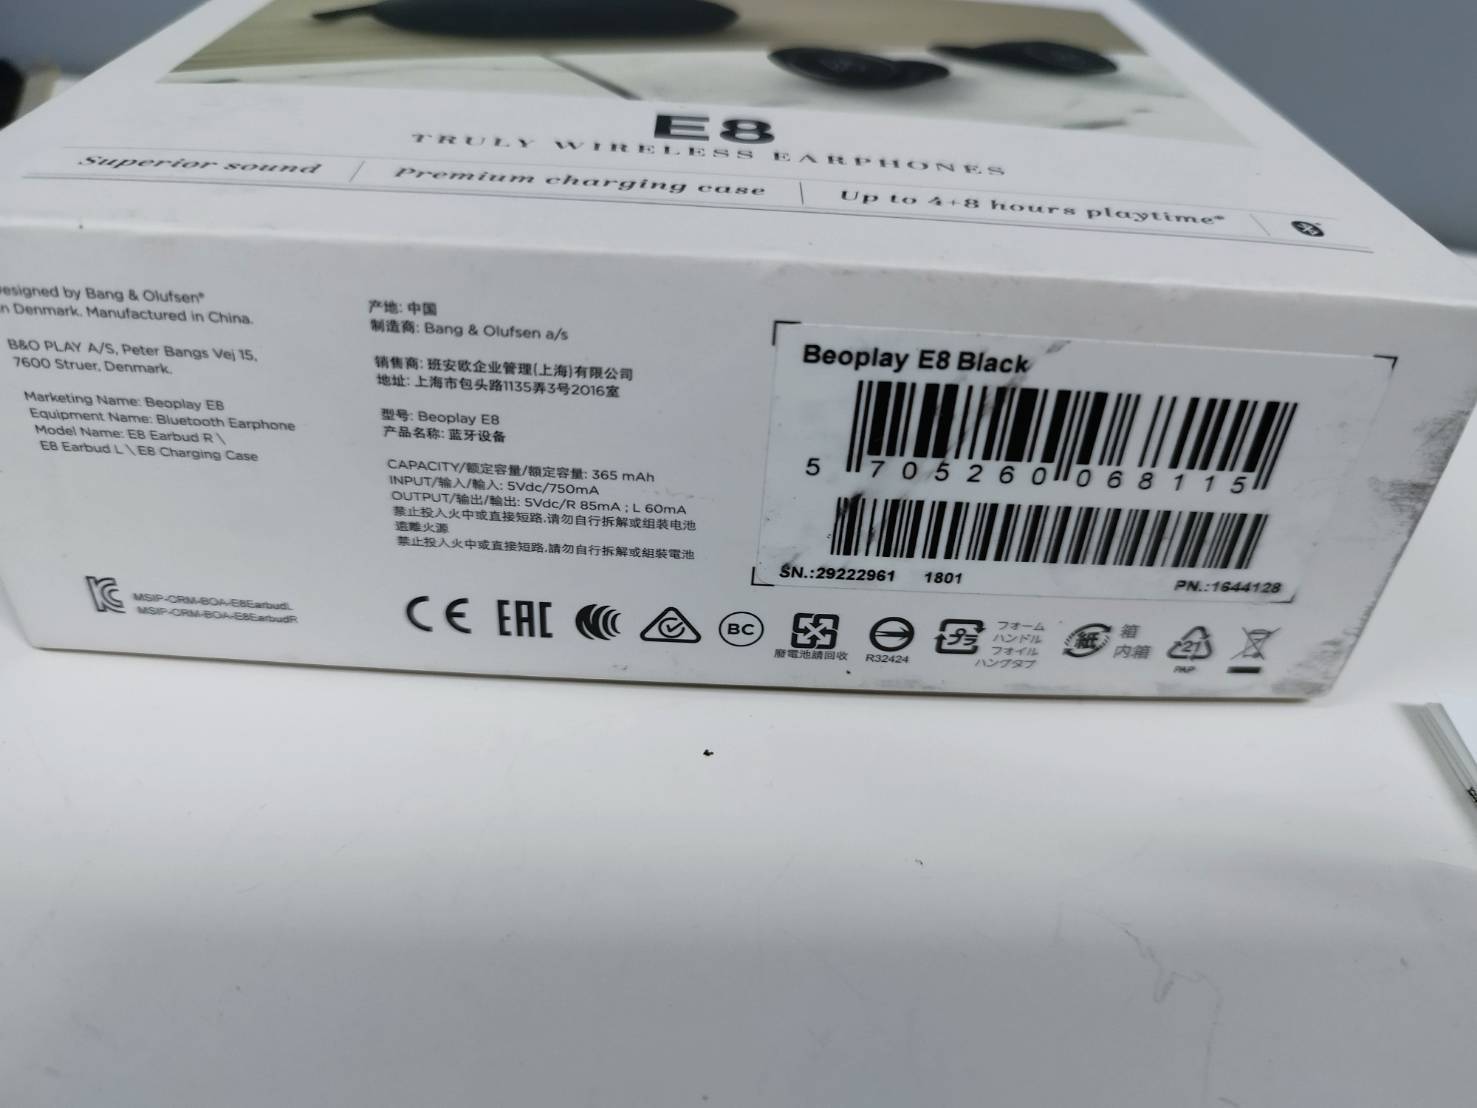 E8
TRULY WIRELESS EARPHONES
Superior sound
Premium charging case
Up to 4+8 hours playtime*
esigned by Bang & Olufsen®
n Denmark. Manufactured in China.
B&O PLAY A/S, Peter Bangs Vej 15,
7600 Struer, Denmark.
Marketing Name: Beoplay E8
Equipment Name: Bluetooth Earphone
Model Name: E8 Earbud R \
E8 Earbud L \ E8 Charging Case
MSIP-CRM-BOA-E8EarbudL
MSIP-CRM-BOA-E8EarbudR
产地: 中国
制造商: Bang & Olufsen a/s
销售商: 班安欧企业管理(上海)有限公司
地址: 上海市包头路1135弄3号2016室
型号: Beoplay E8
产品名称: 蓝牙设备
CAPACITY/额定容量/額定容量: 365 mAh
INPUT/输入/輸入: 5Vdc/750mA
OUTPUT/输出/輸出: 5Vdc/R 85mA ; L 60mA
禁止投入火中或直接短路,请勿自行拆解或组装电池
遠離火源
禁止投入火中或直接短路,請勿自行拆解或組裝電池
Beoplay E8 Black
5 705260 068115
SN.:29222961 1801
PN.:1644128
CE
EAC
BC
廢電池請回收
R32424
プラ
フォーム
ハンドル
フォイル
ハングタブ
紙
箱
内箱
21
PAP